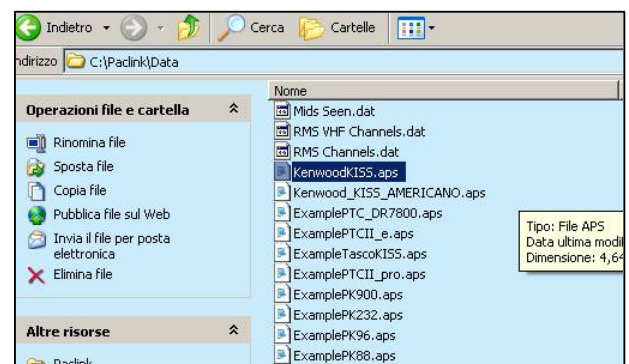 Indietro
Cerca
Cartelle
ndirizzo
C:\Paclink\Data
Operazioni file e cartella
Rinomina file
Sposta file
Copia file
Pubblica file sul Web
Invia il file per posta
elettronica
Elimina file
Altre risorse
Paclink
Nome
Mids Seen.dat
RMS VHF Channels.dat
RMS Channels.dat
KenwoodKISS.aps
Kenwood_KISS_AMERICANO.aps
ExamplePTC_DR7800.aps
ExamplePTCII_e.aps
ExampleTascoKISS.aps
ExamplePTCII_pro.aps
ExamplePK900.aps
ExamplePK232.aps
ExamplePK96.aps
ExamplePK88.aps
Tipo: File APS
Data ultima modi
Dimensione: 4,64